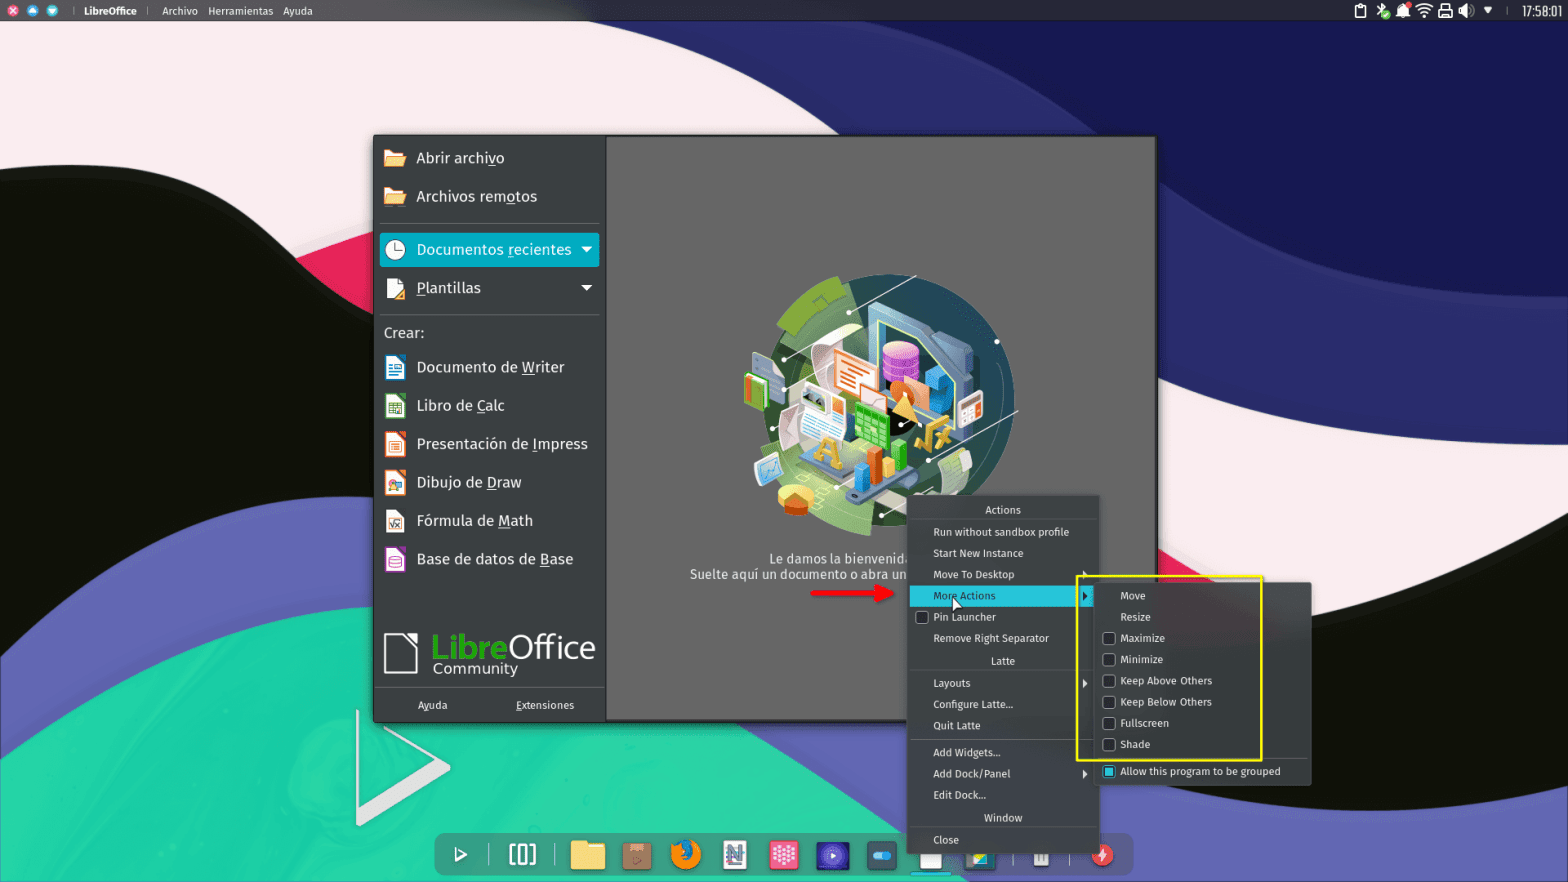 LibreOffice Archivo Herramientas Ayuda
17:58:01
Abrir archivo
Archivos remotos
Documentos recientes
Plantillas
Crear:
Documento de Writer
Libro de Calc
Presentación de Impress
Dibujo de Draw
Fórmula de Math
Base de datos de Base
LibreOffice
Community
Ayuda
Extensiones
Le damos la bienvenida
Suelte aquí un documento o abra un
Actions
Run without sandbox profile
Start New Instance
Move To Desktop
More Actions
Pin Launcher
Remove Right Separator
Latte
Layouts
Configure Latte...
Quit Latte
Add Widgets...
Add Dock/Panel
Edit Dock...
Window
Close
Move
Resize
Maximize
Minimize
Keep Above Others
Keep Below Others
Fullscreen
Shade
Allow this program to be grouped